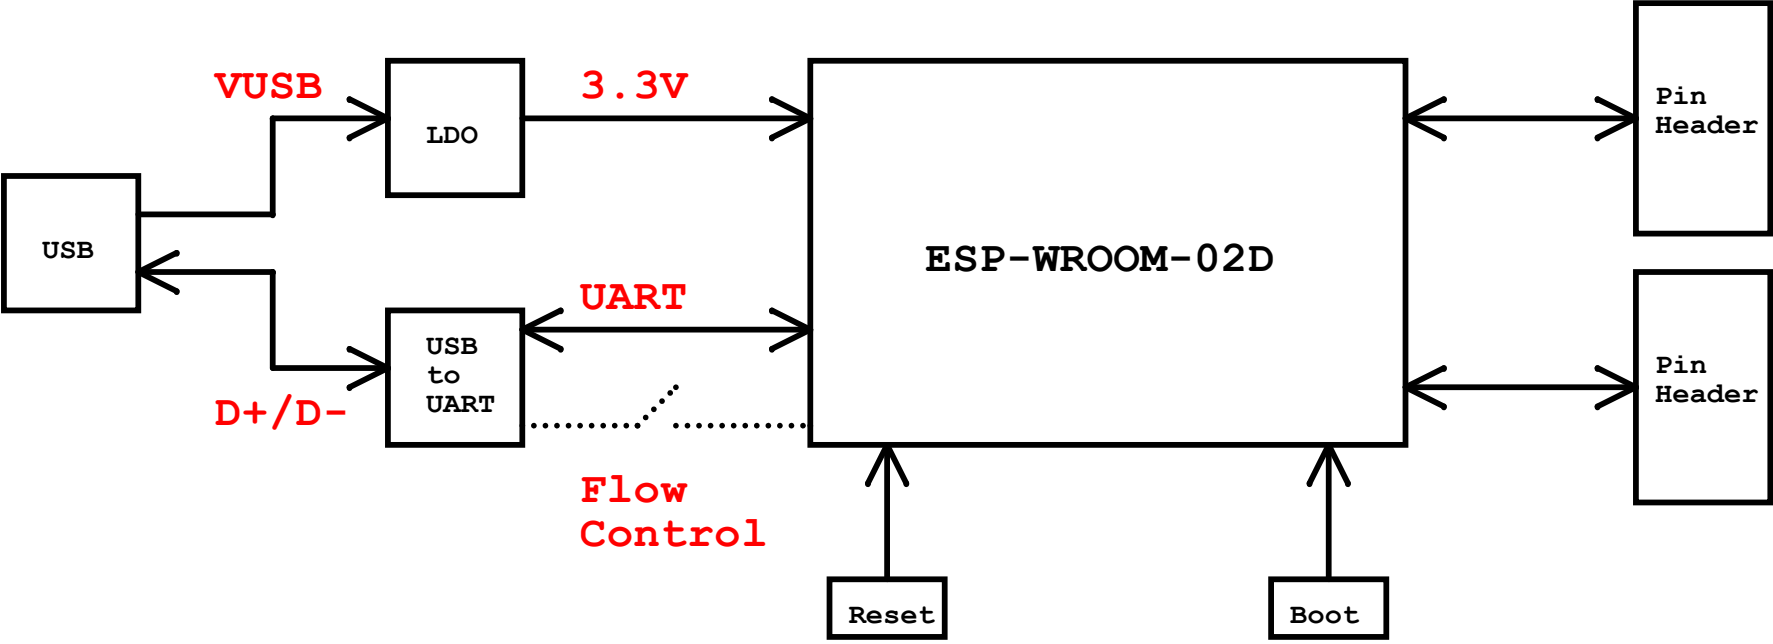 VUSB
3.3V
LDO
Pin
Header
USB
ESP-WROOM-02D
UART
USB
to
UART
D+/D-
Pin
Header
Flow
Control
Reset
Boot